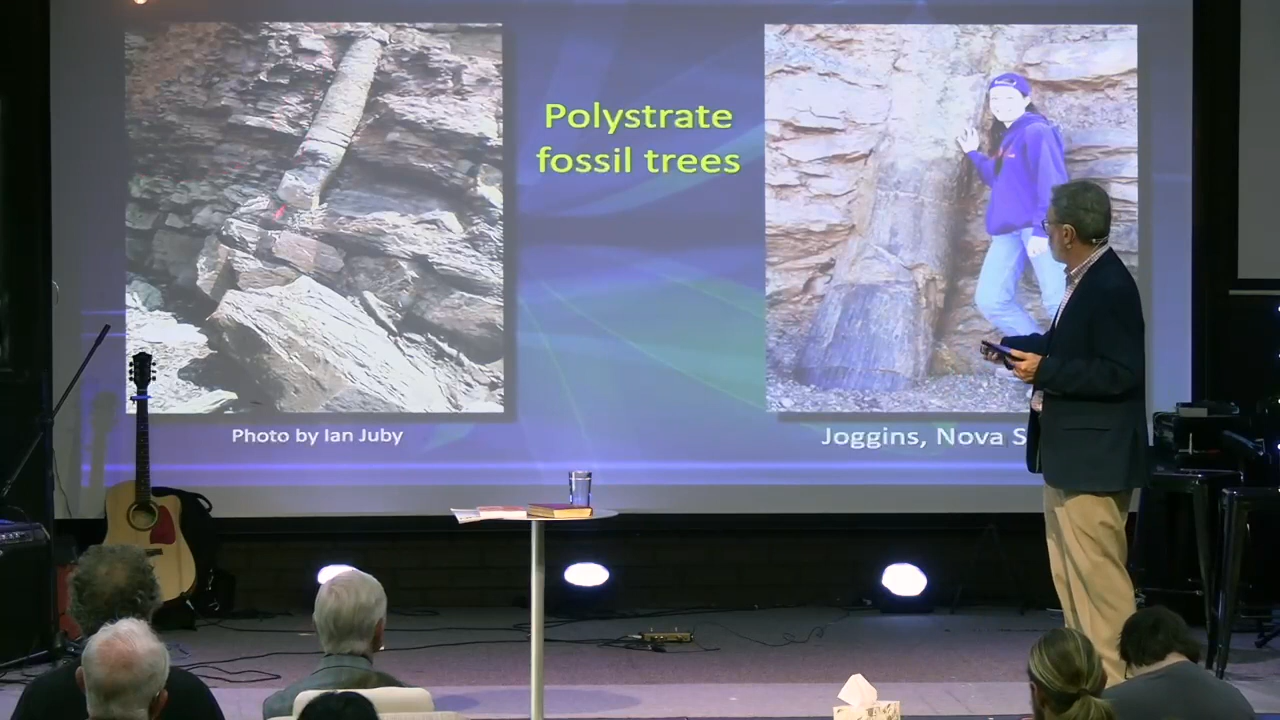 Polystrate
fossil trees
Photo by Ian Juby
Joggins, Nova S